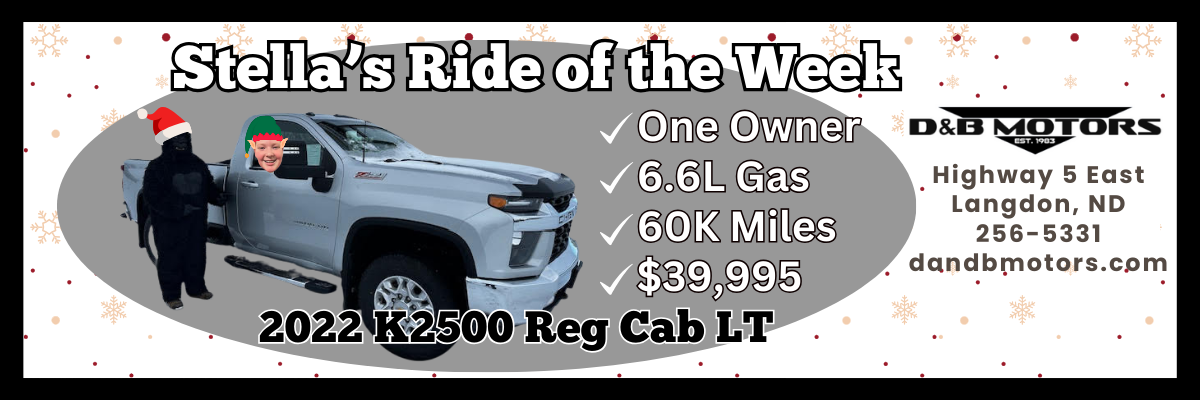 Stella's Ride of the Week
One Owner
6.6L Gas
60K Miles
$39,995
2022 K2500 Reg Cab LT
D&B MOTORS
EST. 1983
Highway 5 East
Langdon, ND
256-5331
dandbmotors.com